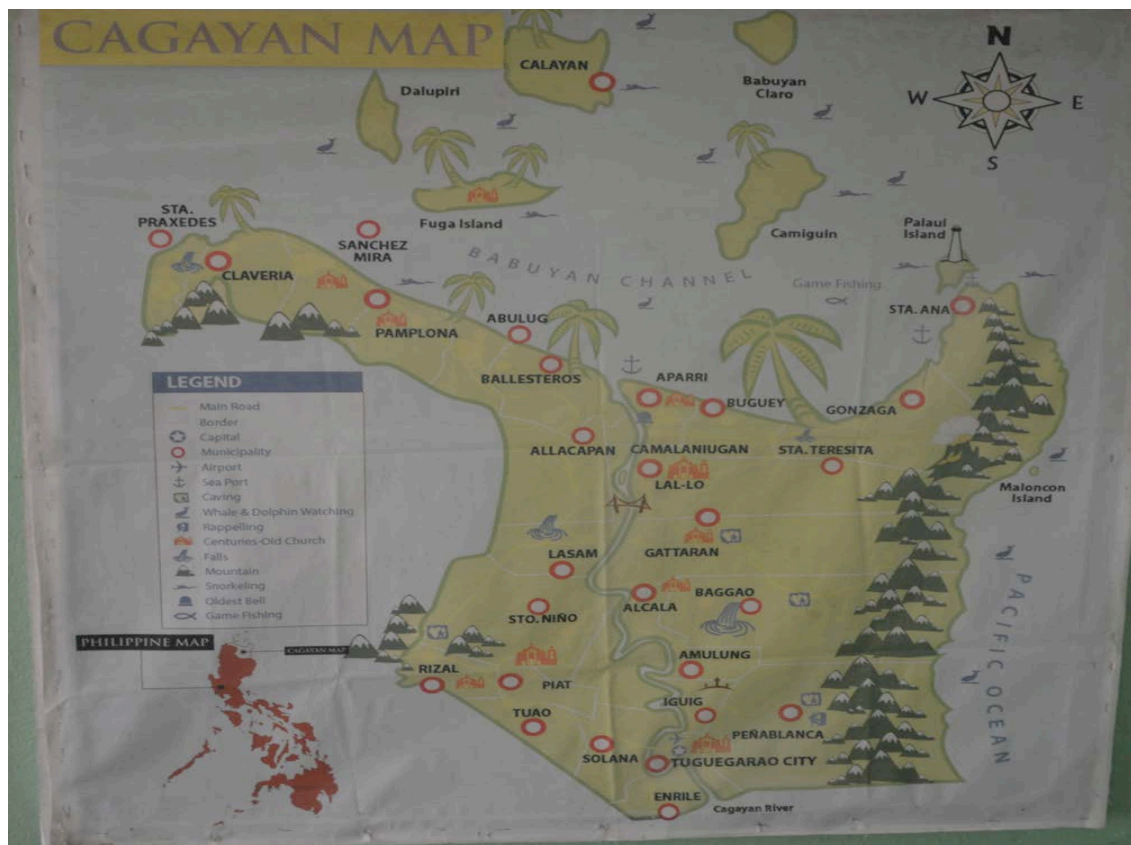 CAGAYAN MAP
N
W
E
S
CALAYAN
Babuyan
Claro
Dalupiri
Fuga Island
Camiguin
Palaui
Island
STA.
PRAXEDES
SANCHEZ
MIRA
CLAVERIA
BABUYAN CHANNEL
Game Fishing
STA. ANA
PAMPLONA
ABULUG
BALLESTEROS
APARRI
BUGUEY
GONZAGA
ALLACAPAN
CAMALANIUGAN
STA. TERESITA
LAL-LO
Maloncon
Island
LEGEND
Main Road
Border
Capital
Municipality
Airport
Sea Port
Caving
Whale & Dolphin Watching
Rappelling
Centuries-Old Church
Falls
Mountain
Snorkeling
Oldest Bell
Game Fishing
LASAM
GATTARAN
ALCALA
BAGGAO
STO. NIÑO
PACIFIC OCEAN
PHILIPPINE MAP
CAGAYAN MAP
RIZAL
PIAT
AMULUNG
TUAO
IGUIG
PEÑABLANCA
SOLANA
TUGUEGARAO CITY
ENRILE
Cagayan River